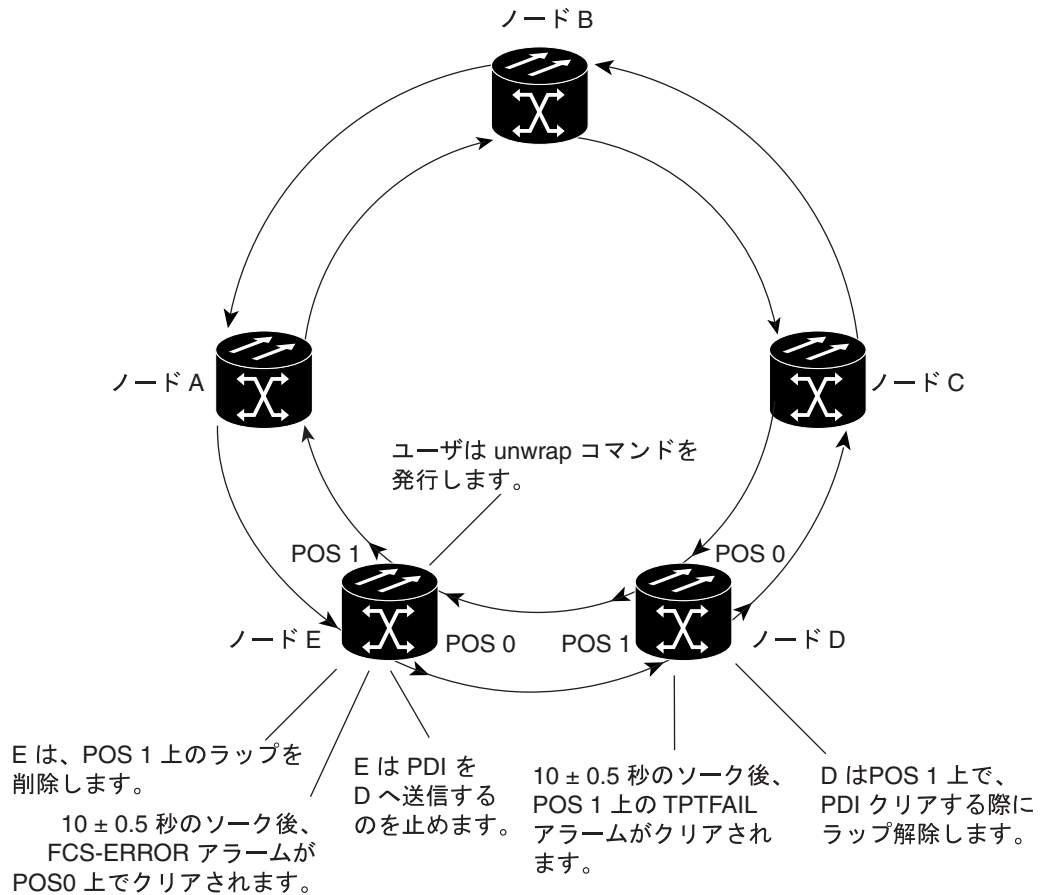 ノード B
ノード A
ノード C
ユーザは unwrap コマンドを
発行します。
POS 1
POS 0
ノード E
POS 0
POS 1
ノード D
E は、POS 1 上のラップを
削除します。
10 ± 0.5 秒のソーク後、
FCS-ERROR アラームが
POS0 上でクリアされます。
E は PDI を
D へ送信する
のを止めます。
10 ± 0.5 秒のソーク後、
POS 1 上の TPTFAIL
アラームがクリアされ
ます。
D はPOS 1 上で、
PDI クリアする際に
ラップ解除します。